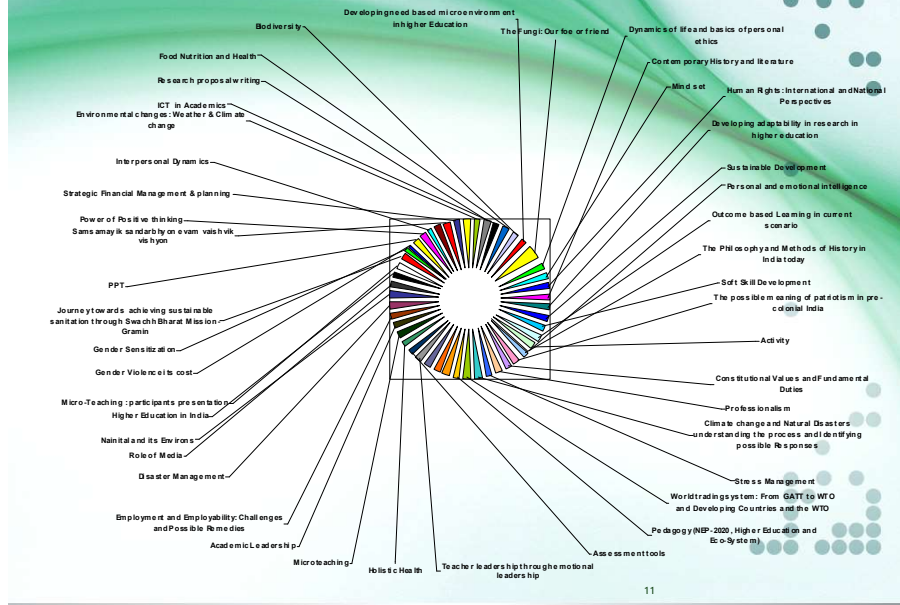 Developing need based microenvironment
in higher Education
Biodiversity
The Fungi: Our foe or friend
Dynamics of life and basics of personal
ethics
Food Nutrition and Health
Contemporary History and literature
Research proposal writing
Mind set
Human Rights: International and National
Perspectives
ICT in Academics
Environmental changes: Weather & Climate
change
Developing adaptability in research in
higher education
Interpersonal Dynamics
Sustainable Development
Personal and emotional intelligence
Strategic Financial Management & planning
Power of Positive thinking
Outcome based Learning in current
scenario
Samsamayik sandarbhyon evam vaishvik
vishyon
The Philosophy and Methods of History in
India today
PPT
Soft Skill Development
The possible meaning of patriotism in pre-
colonial India
Journey towards achieving sustainable
sanitation through Swachh Bharat Mission -
Gramin
Activity
Gender Sensitization
Gender Violence its cost
Constitutional Values and Fundamental
Duties
Micro-Teaching : participants presentation
Professionalism
Higher Education in India
Climate change and Natural Disasters
understanding the process and Identifying
possible Responses
Nainital and its Environs
Role of Media
Disaster Management
Stress Management
World trading system: From GATT to WTO
and Developing Countries and the WTO
Employment and Employability: Challenges
and Possible Remedies
Pedagogy (NEP-2020, Higher Education and
Eco-System)
Academic Leadership
Assessment tools
Microteaching
Holistic Health
Teacher leadership through emotional
leadership
11